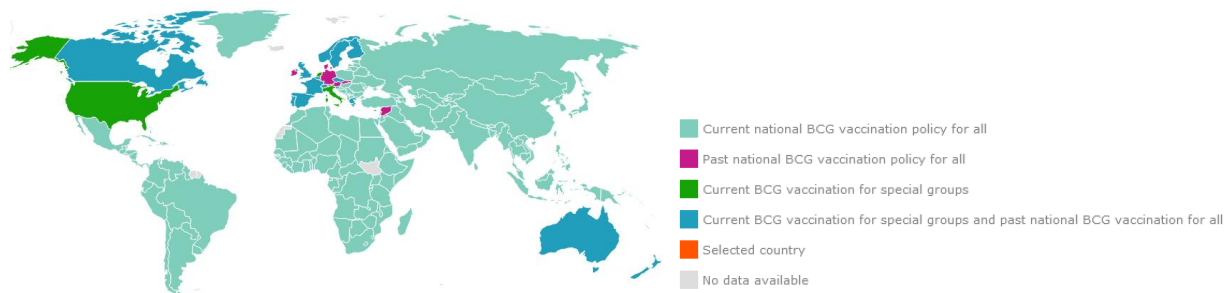 Current national BCG vaccination policy for all
Past national BCG vaccination policy for all
Current BCG vaccination for special groups
Current BCG vaccination for special groups and past national BCG vaccination for all
Selected country
No data available